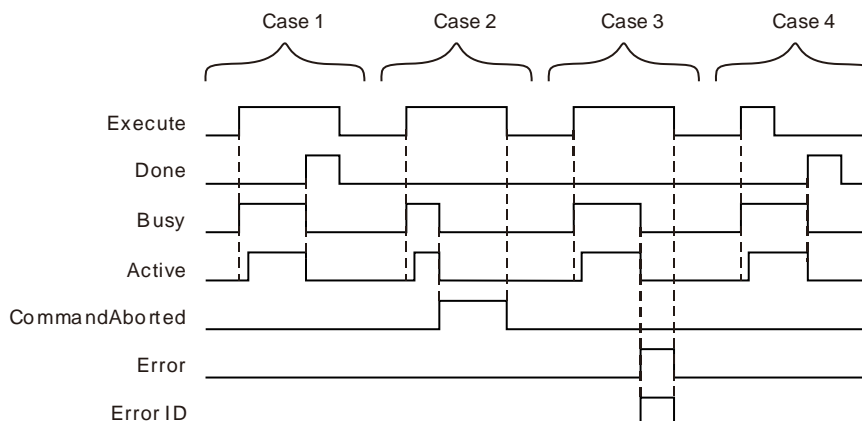 Case 1 Case 2 Case 3 Case 4
Execute
Done
Busy
Active
CommandAborted
Error
Error ID